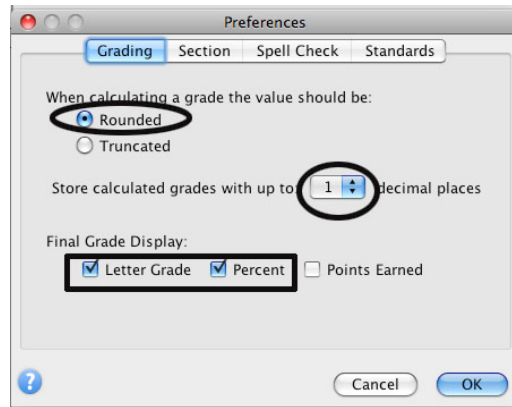 Preferences
Grading Section Spell Check Standards
When calculating a grade the value should be:
Rounded
Truncated
Store calculated grades with up to: 1 decimal places
Final Grade Display:
Letter Grade Percent Points Earned
? Cancel OK